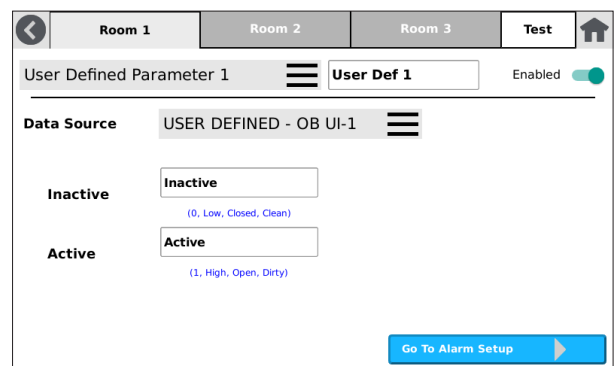 Room 1 Room 2 Room 3 Test
User Defined Parameter 1 User Def 1 Enabled
Data Source USER DEFINED - OB UI-1
Inactive Inactive
(0, Low, Closed, Clean)
Active Active
(1, High, Open, Dirty)
Go To Alarm Setup